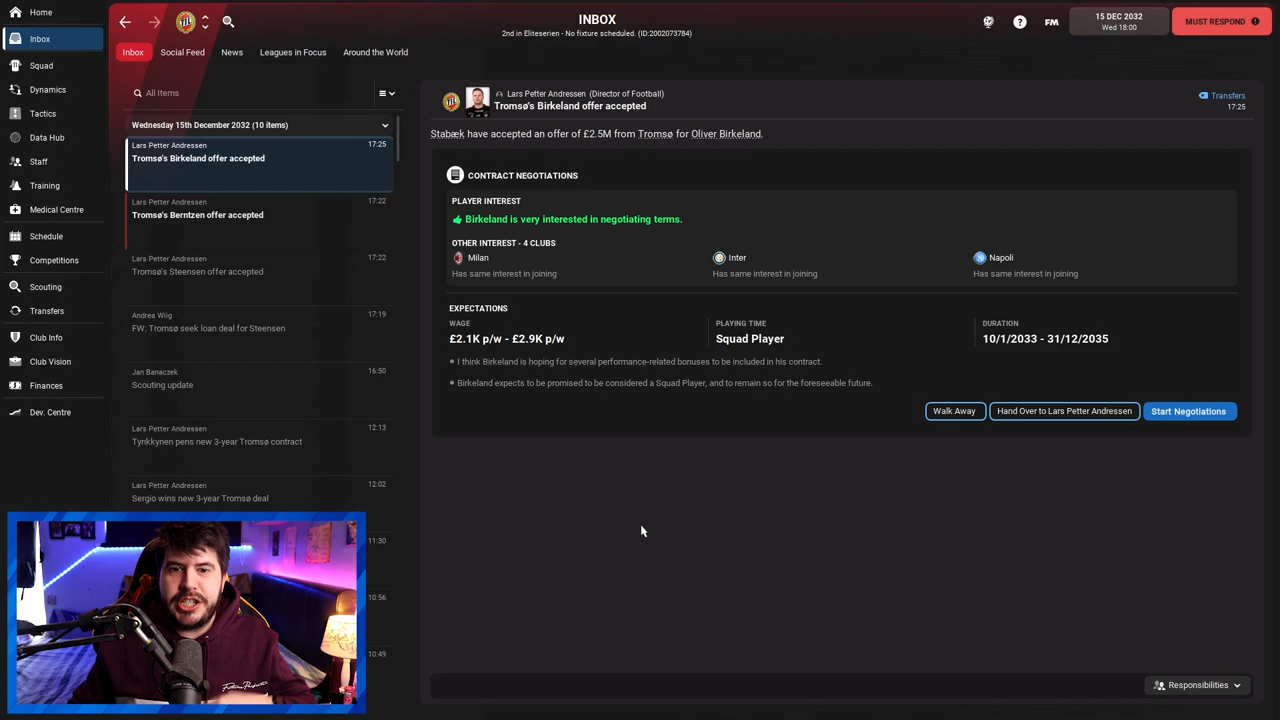 Home
Inbox
Squad
Dynamics
Tactics
Data Hub
Staff
Training
Medical Centre
Schedule
Competitions
Scouting
Transfers
Club Info
Club Vision
Finances
Dev. Centre
INBOX
2nd in Eliteserien - No fixture scheduled. (ID:2002073784)
FM
15 DEC 2032
Wed 18:00
MUST RESPOND
Inbox
Social Feed
News
Leagues in Focus
Around the World
All Items
Wednesday 15th December 2032 (10 items)
Lars Petter Andressen 17:25
Tromsø's Birkeland offer accepted
Lars Petter Andressen 17:22
Tromsø's Berntzen offer accepted
Lars Petter Andressen 17:22
Tromsø's Steensen offer accepted
Andrea Wiig 17:19
FW: Tromsø seek loan deal for Steensen
Jan Banaczek 16:50
Scouting update
Lars Petter Andressen 12:13
Tynkkynen pens new 3-year Tromsø contract
Lars Petter Andressen 12:02
Sergio wins new 3-year Tromsø deal
11:30
10:56
10:49
TIL
Lars Petter Andressen (Director of Football)
Tromsø's Birkeland offer accepted
Transfers
17:25
Stabæk have accepted an offer of £2.5M from Tromsø for Oliver Birkeland.
CONTRACT NEGOTIATIONS
PLAYER INTEREST
Birkeland is very interested in negotiating terms.
OTHER INTEREST - 4 CLUBS
Milan
Has same interest in joining
Inter
Has same interest in joining
Napoli
Has same interest in joining
EXPECTATIONS
WAGE
£2.1K p/w - £2.9K p/w
PLAYING TIME
Squad Player
DURATION
10/1/2033 - 31/12/2035
I think Birkeland is hoping for several performance-related bonuses to be included in his contract.
Birkeland expects to be promised to be considered a Squad Player, and to remain so for the foreseeable future.
Walk Away
Hand Over to Lars Petter Andressen
Start Negotiations
Responsibilities